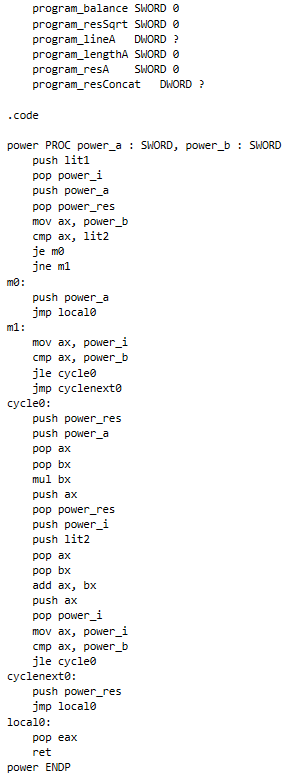 program_balance SWORD 0
program_resSqrt SWORD 0
program_lineA DWORD ?
program_lengthA SWORD 0
program_resA SWORD 0
program_resConcat DWORD ?
.code
power PROC power_a : SWORD, power_b : SWORD
push lit1
pop power_i
push power_a
pop power_res
mov ax, power_b
cmp ax, lit2
je m0
jne m1
m0:
push power_a
jmp local0
m1:
mov ax, power_i
cmp ax, power_b
jle cycle0
jmp cyclenext0
cycle0:
push power_res
push power_a
pop ax
pop bx
mul bx
push ax
pop power_res
push power_i
push lit2
pop ax
pop bx
add ax, bx
push ax
pop power_i
mov ax, power_i
cmp ax, power_b
jle cycle0
cyclenext0:
push power_res
jmp local0
local0:
pop eax
ret
power ENDP